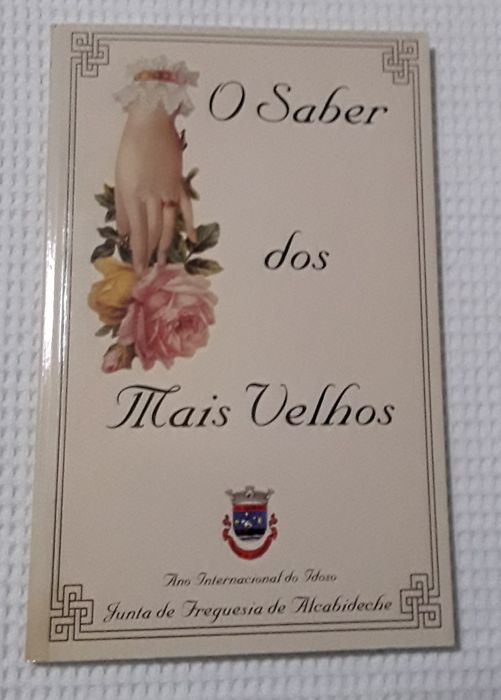 O Saber
dos
Mais Velhos
Ano Internacional do Idoso
Junta de Freguesia de Alcabideche